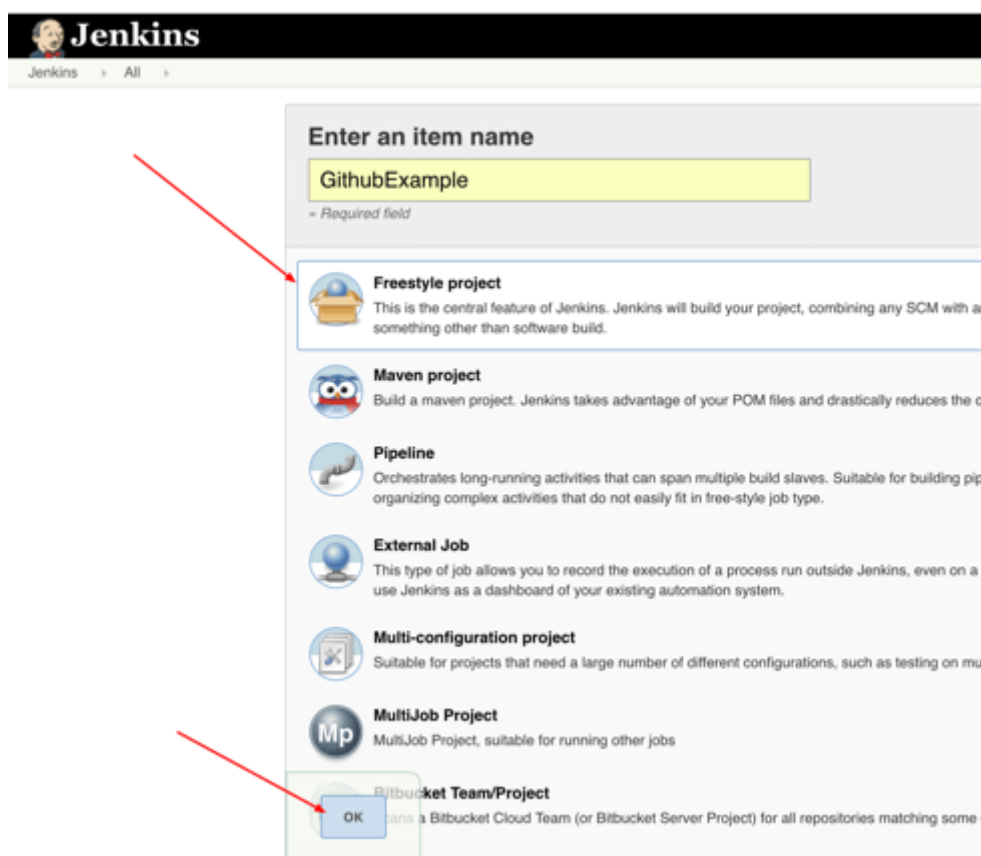 Jenkins
Jenkins All
Enter an item name
GithubExample
» Required field
Freestyle project
This is the central feature of Jenkins. Jenkins will build your project, combining any SCM with
something other than software build.
Maven project
Build a maven project. Jenkins takes advantage of your POM files and drastically reduces the
Pipeline
Orchestrates long-running activities that can span multiple build slaves. Suitable for building
organizing complex activities that do not easily fit in free-style job type.
External Job
This type of job allows you to record the execution of a process run outside Jenkins, even on a
use Jenkins as a dashboard of your existing automation system.
Multi-configuration project
Suitable for projects that need a large number of different configurations, such as testing on
MultiJob Project
Mp
MultiJob Project, suitable for running other jobs
Bitbucket Team/Project
OK
a Bitbucket Cloud Team (or Bitbucket Server Project) for all repositories matching some